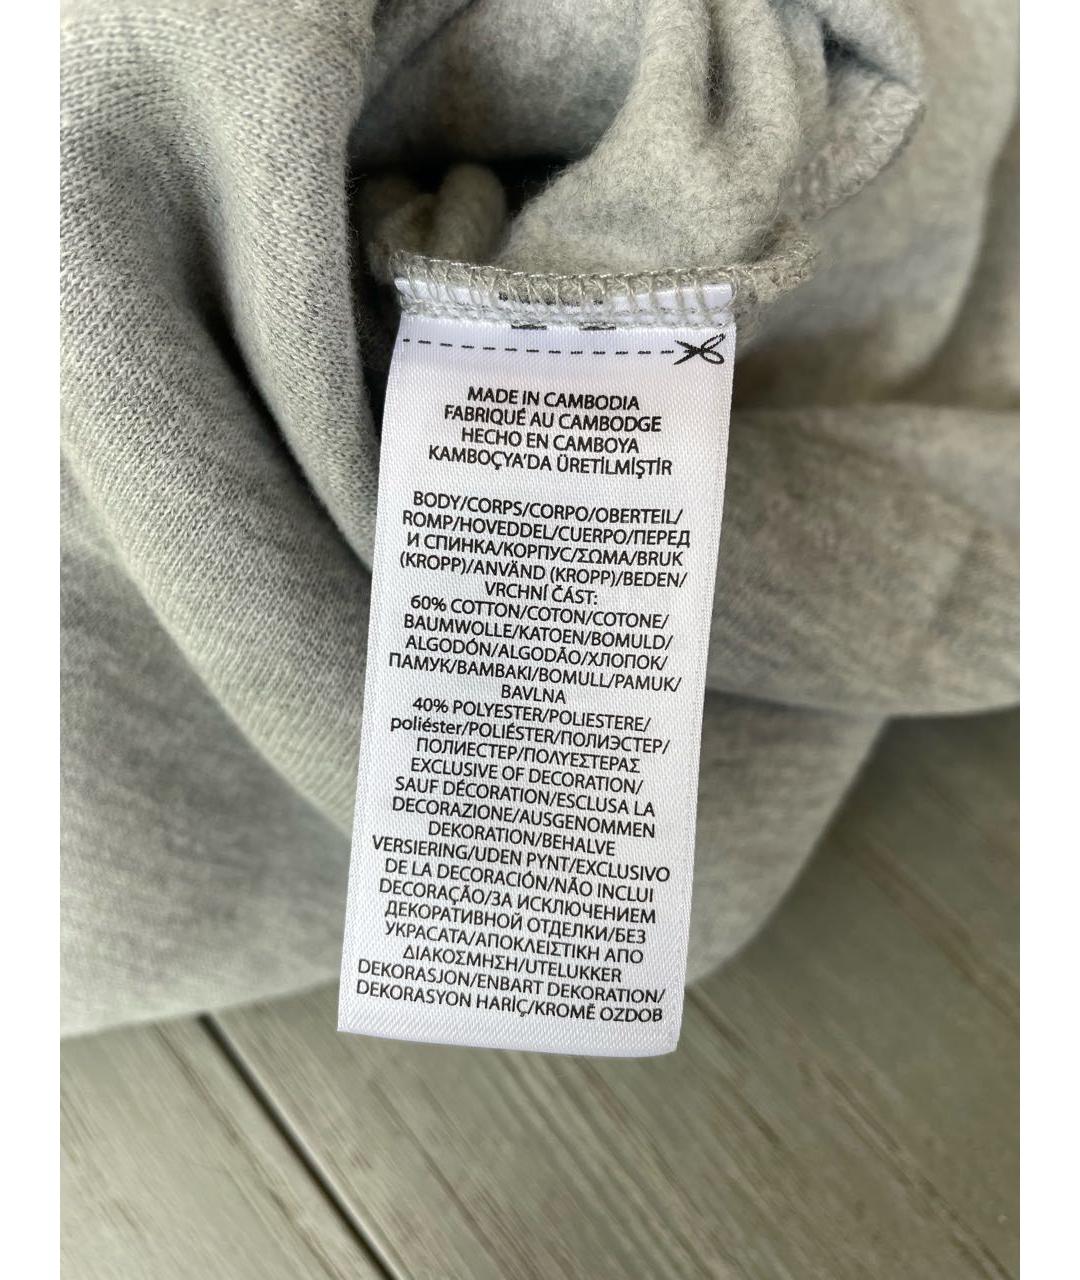 MADE IN CAMBODIA
FABRIQUÉ AU CAMBODGE
HECHO EN CAMBOYA
KAMBOÇYA'DA ÜRETİLMİŞTİR
BODY/CORPS/CORPO/OBERTEIL/
ROMP/HOVEDDEL/CUERPO/ПЕРЕД
И СПИНКА/КОРПУС/ΣΩΜΑ/BRUK
(KROPP)/ANVÄND (KROPP)/BEDEN/
VRCHNÍ ČÁST:
60% COTTON/COTON/COTONE/
BAUMWOLLE/KATOEN/BOMULD/
ALGODÓN/ALGODÃO/ХЛОПОК/
ПАМУК/ΒΑΜΒΑΚΙ/BOMULL/PAMUK/
BAVLNA
40% POLYESTER/POLIESTERE/
poliéster/POLIÉSTER/ПОЛИЭСТЕР/
ПОЛИЕСТЕР/ΠΟΛΥΕΣΤΕΡΑΣ
EXCLUSIVE OF DECORATION/
SAUF DÉCORATION/ESCLUSA LA
DECORAZIONE/AUSGENOMMEN
DEKORATION/BEHALVE
VERSIERING/UDEN PYNT/EXCLUSIVO
DE LA DECORACIÓN/NÃO INCLUI
DECORAÇÃO/ЗА ИСКЛЮЧЕНИЕМ
ДЕКОРАТИВНОЙ ОТДЕЛКИ/БЕЗ
УКРАСАТА/ΑΠΟΚΛΕΙΣΤΙΚΗ ΑΠΟ
ΔΙΑΚΟΣΜΗΣΗ/UTELUKKER
DEKORASJON/ENBART DEKORATION/
DEKORASYON HARİÇ/KROMĚ OZDOB